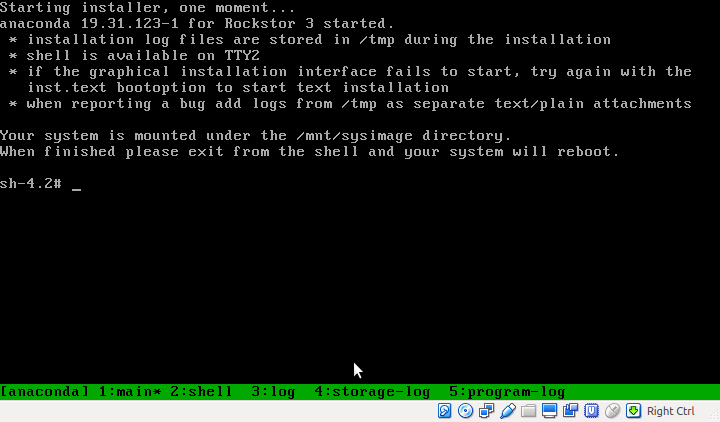 Starting installer, one moment...
anaconda 19.31.123-1 for Rockstor 3 started.
* installation log files are stored in /tmp during the installation
* shell is available on TTY2
* if the graphical installation interface fails to start, try again with the
inst.text bootoption to start text installation
* when reporting a bug add logs from /tmp as separate text/plain attachments
Your system is mounted under the /mnt/sysimage directory.
When finished please exit from the shell and your system will reboot.
sh-4.2# _
[anaconda] 1:main* 2:shell 3:log 4:storage-log 5:program-log
Right Ctrl